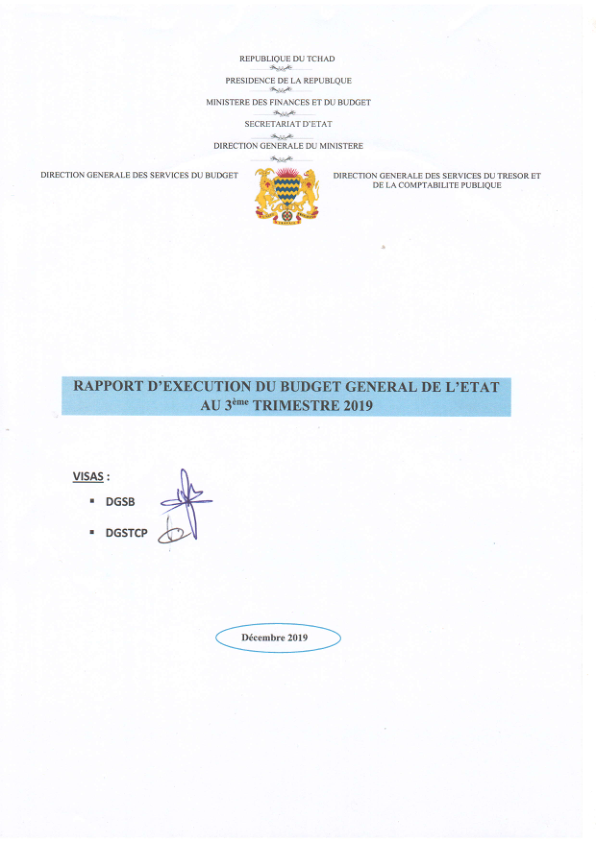 REPUBLIQUE DU TCHAD
PRESIDENCE DE LA REPUBLQUE
MINISTERE DES FINANCES ET DU BUDGET
SECRETARIAT D'ETAT
DIRECTION GENERALE DU MINISTERE
DIRECTION GENERALE DES SERVICES DU BUDGET
DIRECTION GENERALE DES SERVICES DU TRESOR ET
DE LA COMPTABILITE PUBLIQUE
RAPPORT D'EXECUTION DU BUDGET GENERAL DE L'ETAT
AU 3ème TRIMESTRE 2019
VISAS :
▪ DGSB
▪ DGSTCP
Décembre 2019